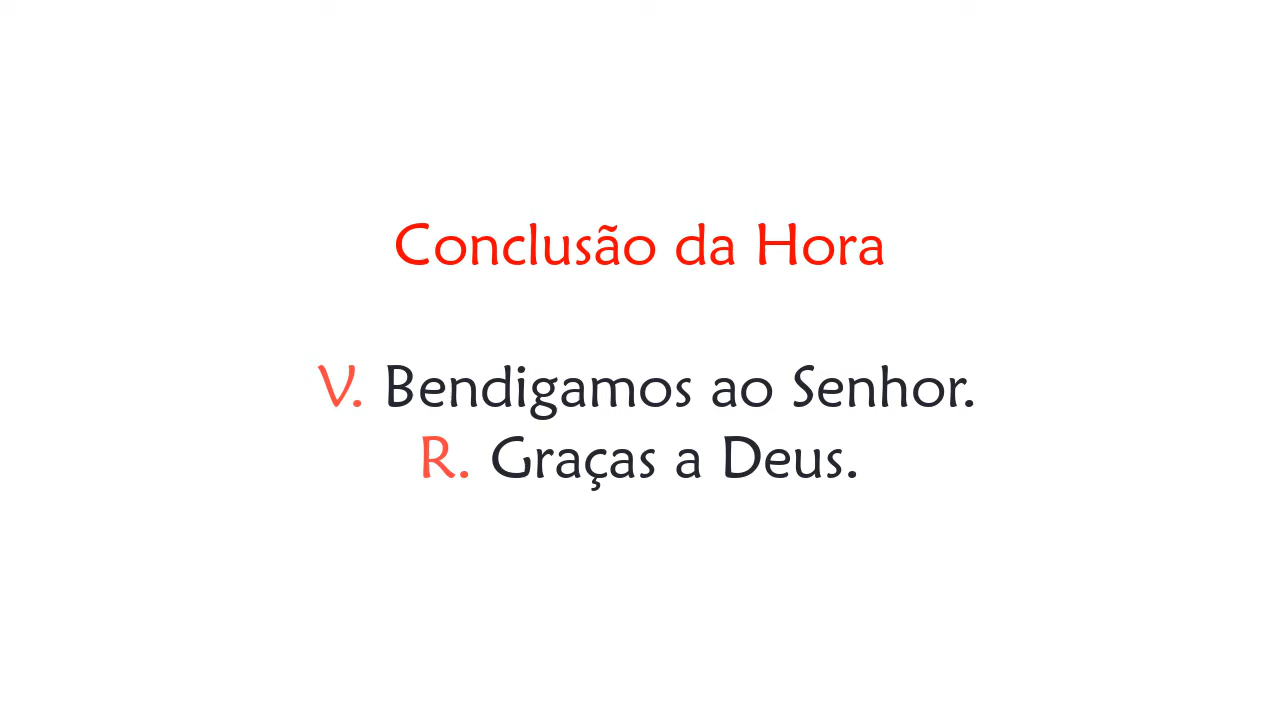 Conclusão da Hora
V. Bendigamos ao Senhor.
R. Graças a Deus.